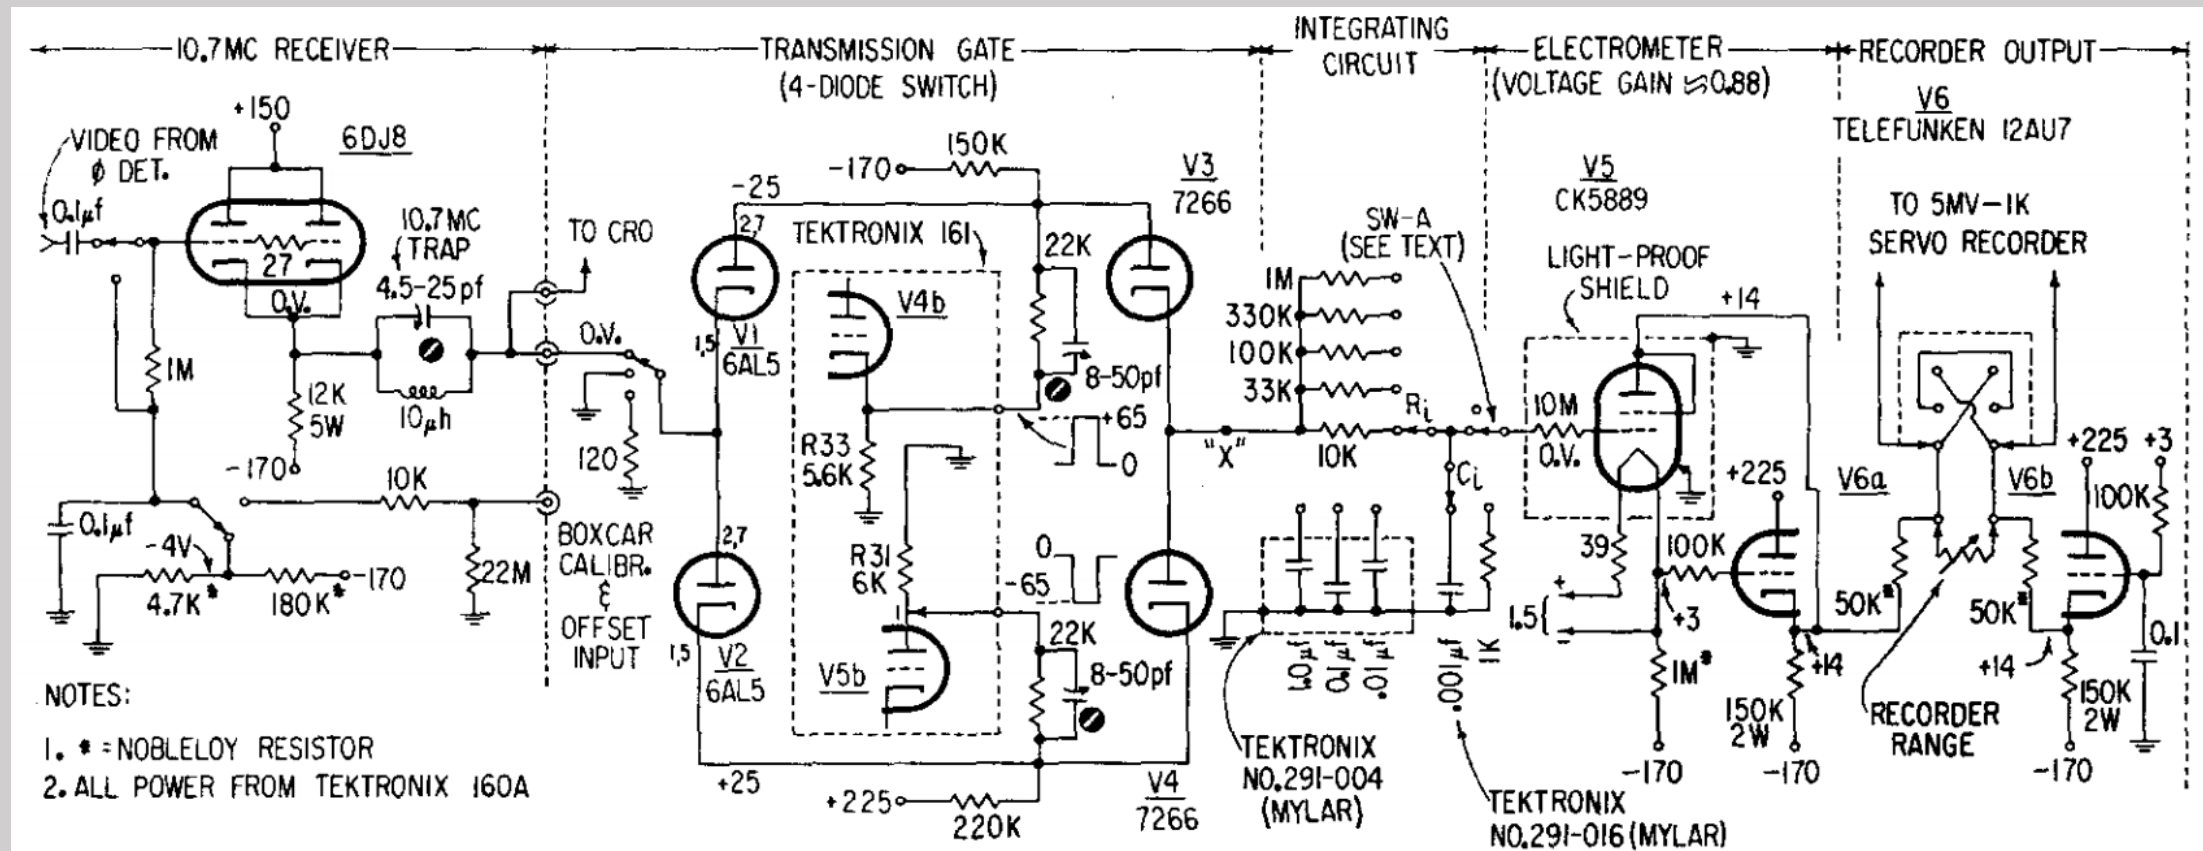 10.7MC RECEIVER
TRANSMISSION GATE
(4-DIODE SWITCH)
INTEGRATING
CIRCUIT
ELECTROMETER
(VOLTAGE GAIN ≈0.88)
RECORDER OUTPUT
V6
TELEFUNKEN 12AU7
+150
VIDEO FROM
ø DET.
6DJ8
0.1µf
27
O.V.
10.7MC
TRAP
4.5-25pf
10µh
1M
12K
5W
-170
10K
0.1µf
-4V
4.7K*
180K*
-170
22M
TO CRO
O.V.
120
BOXCAR
CALIBR.
&
OFFSET
INPUT
-170
150K
-25
2,7
1,5
V1
6AL5
2,7
1,5
V2
6AL5
+25
TEKTRONIX 161
V4b
R33
5.6K
R31
6K
V5b
22K
8-50pf
+65
0
0
-65
22K
8-50pf
+225
220K
V3
7266
V4
7266
"X"
1M
330K
100K
33K
10K
Ri
SW-A
(SEE TEXT)
Ci
1.0µf
0.1µf
.01µf
.001µf
1K
TEKTRONIX
NO.291-004
(MYLAR)
TEKTRONIX
NO.291-016(MYLAR)
V5
CK5889
LIGHT-PROOF
SHIELD
+14
10M
O.V.
39
+
1.5{
-
100K
+3
1M*
-170
+225
+14
150K
2W
-170
TO 5MV-1K
SERVO RECORDER
V6a
V6b
50K*
50K*
RECORDER
RANGE
+225
+3
100K
0.1
+14
150K
2W
-170
NOTES:
1. * = NOBLELOY RESISTOR
2. ALL POWER FROM TEKTRONIX 160A